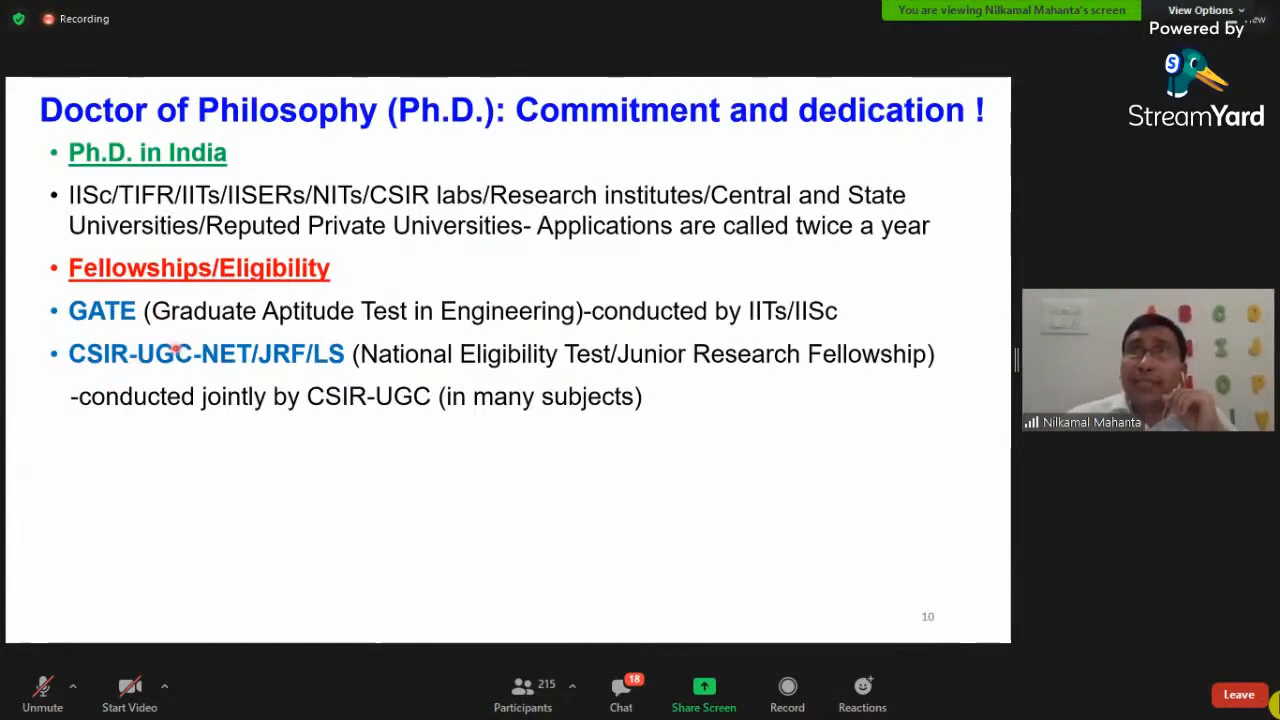 Recording
You are viewing Nilkamal Mahanta's screen
View Options
View
Powered by
S
StreamYard
Doctor of Philosophy (Ph.D.): Commitment and dedication !
• Ph.D. in India
• IISc/TIFR/IITs/IISERs/NITs/CSIR labs/Research institutes/Central and State
Universities/Reputed Private Universities- Applications are called twice a year
• Fellowships/Eligibility
• GATE (Graduate Aptitude Test in Engineering)-conducted by IITs/IISc
• CSIR-UGC-NET/JRF/LS (National Eligibility Test/Junior Research Fellowship)
-conducted jointly by CSIR-UGC (in many subjects)
10
A B C D
I J
O P
Nilkamal Mahanta
Unmute
Start Video
215
Participants
18
Chat
Share Screen
Record
Reactions
Leave